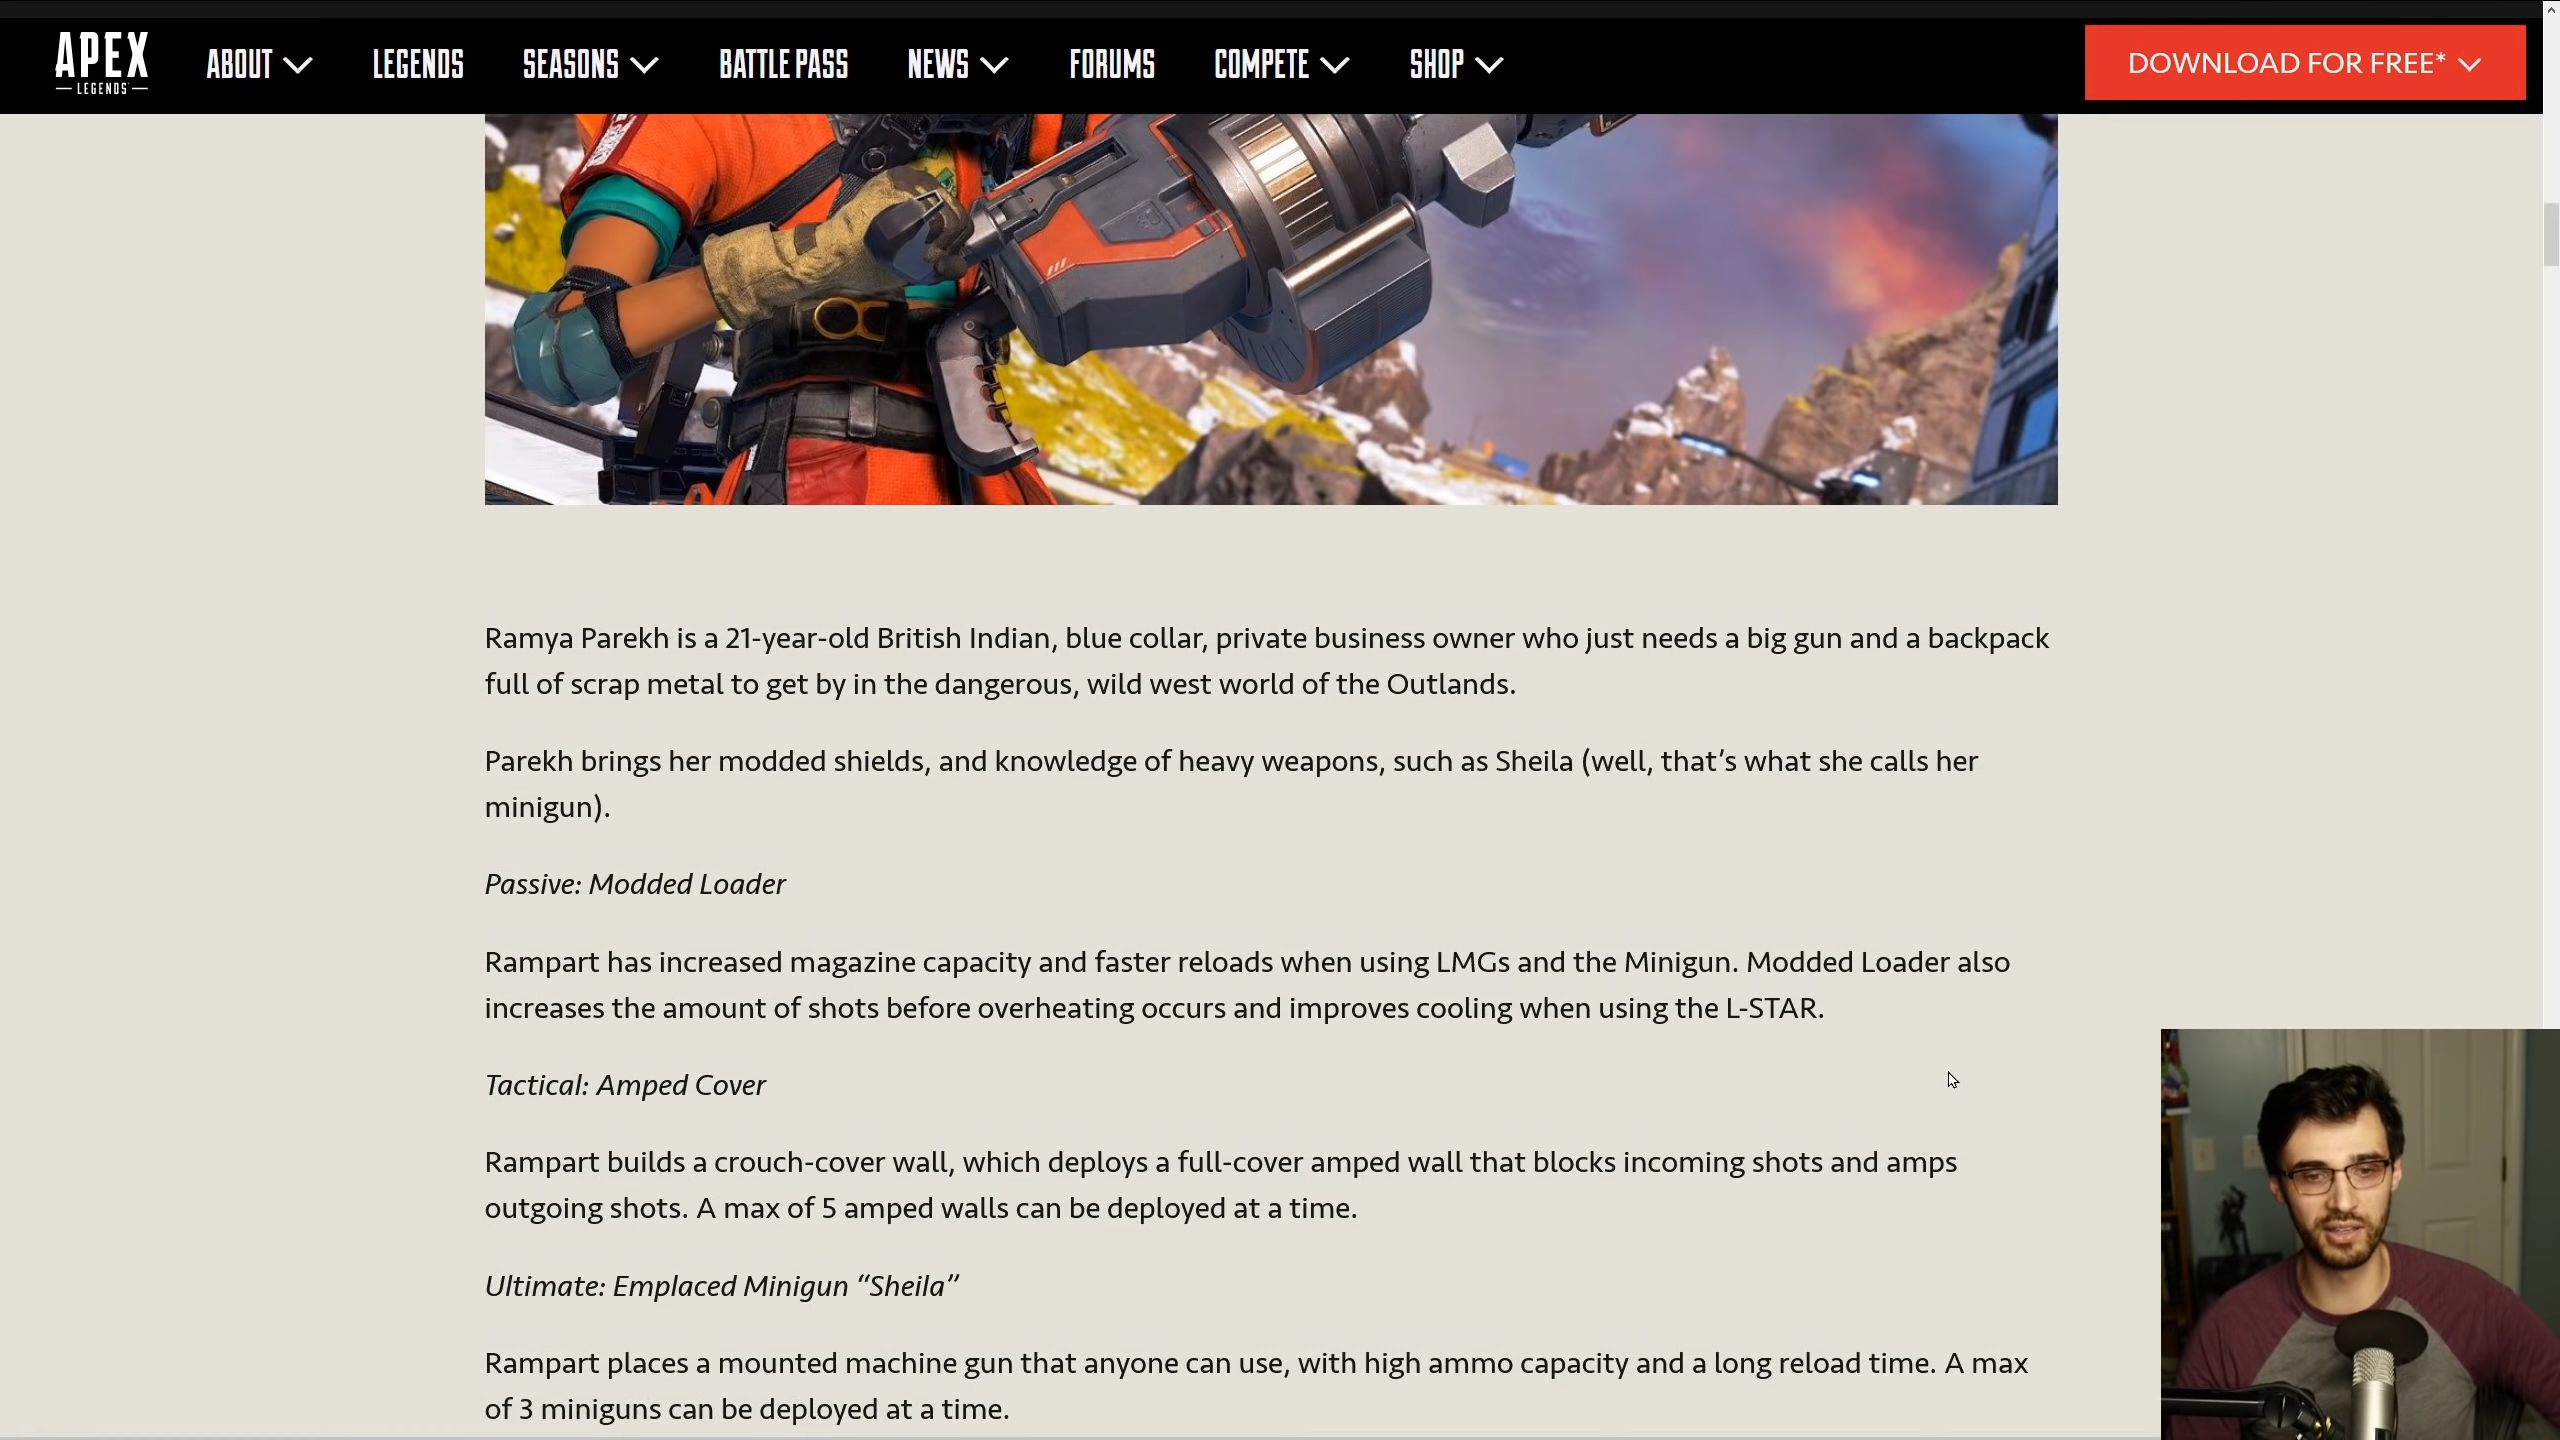 APEX
LEGENDS
ABOUT
LEGENDS
SEASONS
BATTLE PASS
NEWS
FORUMS
COMPETE
SHOP
DOWNLOAD FOR FREE*
Ramya Parekh is a 21-year-old British Indian, blue collar, private business owner who just needs a big gun and a backpack
full of scrap metal to get by in the dangerous, wild west world of the Outlands.
Parekh brings her modded shields, and knowledge of heavy weapons, such as Sheila (well, that’s what she calls her
minigun).
Passive: Modded Loader
Rampart has increased magazine capacity and faster reloads when using LMGs and the Minigun. Modded Loader also
increases the amount of shots before overheating occurs and improves cooling when using the L-STAR.
Tactical: Amped Cover
Rampart builds a crouch-cover wall, which deploys a full-cover amped wall that blocks incoming shots and amps
outgoing shots. A max of 5 amped walls can be deployed at a time.
Ultimate: Emplaced Minigun “Sheila”
Rampart places a mounted machine gun that anyone can use, with high ammo capacity and a long reload time. A max
of 3 miniguns can be deployed at a time.